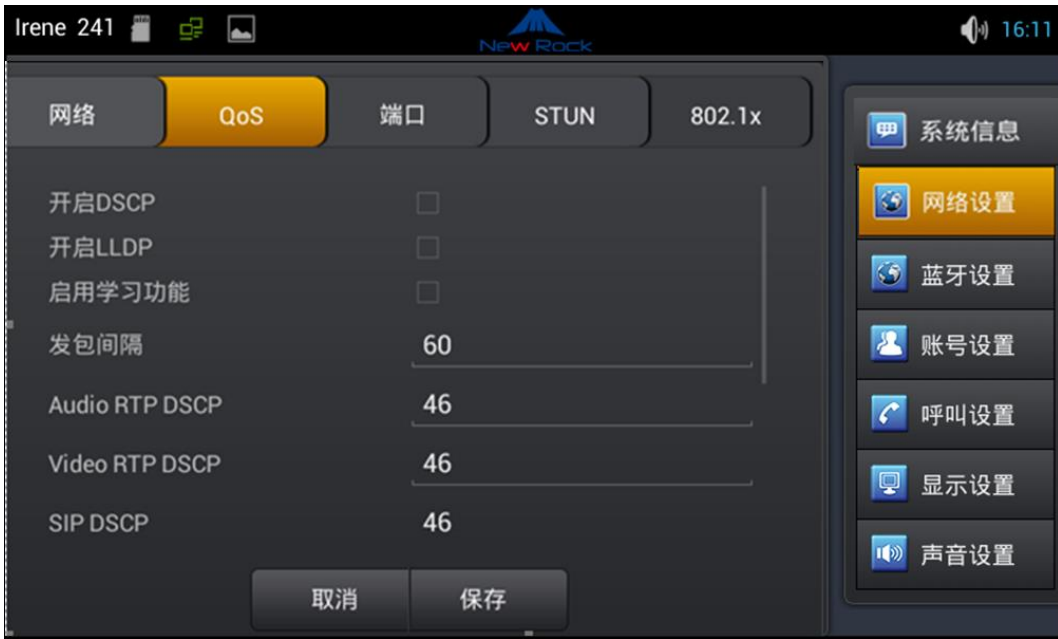 Irene 241
New Rock
16:11
网络 QoS 端口 STUN 802.1x
开启DSCP
开启LLDP
启用学习功能
发包间隔 60
Audio RTP DSCP 46
Video RTP DSCP 46
SIP DSCP 46
取消 保存
系统信息
网络设置
蓝牙设置
账号设置
呼叫设置
显示设置
声音设置